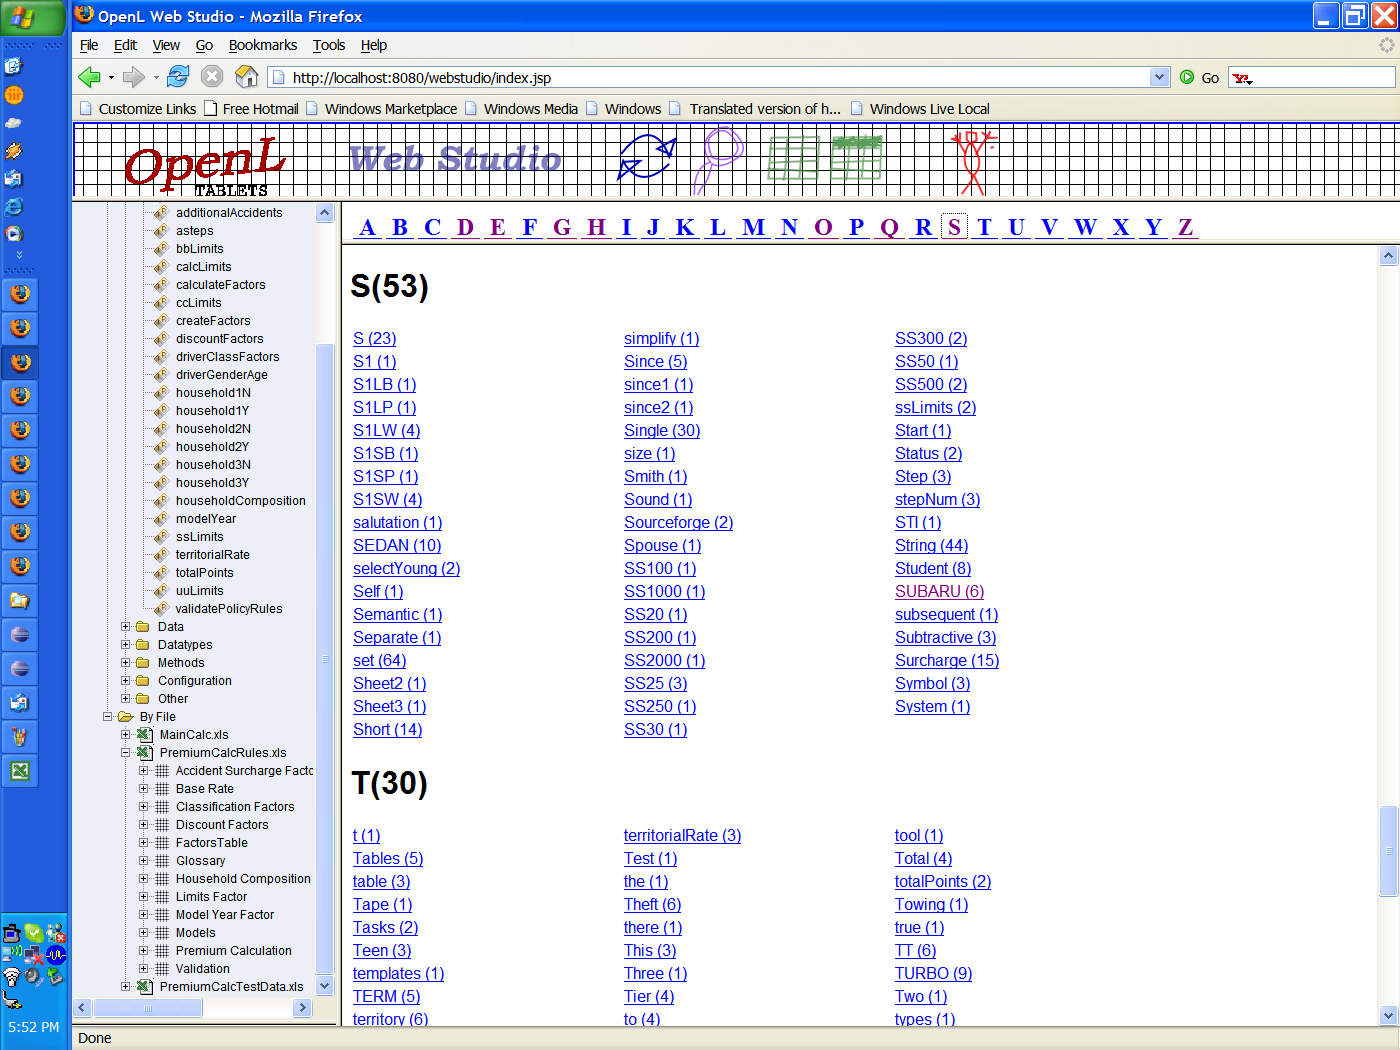 OpenL Web Studio - Mozilla Firefox
File Edit View Go Bookmarks Tools Help
http://localhost:8080/webstudio/index.jsp Go
Customize Links Free Hotmail Windows Marketplace Windows Media Windows Translated version of h... Windows Live Local
OpenL TABLETS Web Studio
additionalAccidents
asteps
bbLimits
calcLimits
calculateFactors
ccLimits
createFactors
discountFactors
driverClassFactors
driverGenderAge
household1N
household1Y
household2N
household2Y
household3N
household3Y
householdComposition
modelYear
ssLimits
territorialRate
totalPoints
uuLimits
validatePolicyRules
Data
Datatypes
Methods
Configuration
Other
By File
MainCalc.xls
PremiumCalcRules.xls
Accident Surcharge Facto
Base Rate
Classification Factors
Discount Factors
FactorsTable
Glossary
Household Composition
Limits Factor
Model Year Factor
Models
Premium Calculation
Validation
PremiumCalcTestData.xls
A B C D E F G H I J K L M N O P Q R S T U V W X Y Z
S(53)
S (23)
S1 (1)
S1LB (1)
S1LP (1)
S1LW (4)
S1SB (1)
S1SP (1)
S1SW (4)
salutation (1)
SEDAN (10)
selectYoung (2)
Self (1)
Semantic (1)
Separate (1)
set (64)
Sheet2 (1)
Sheet3 (1)
Short (14)
simplify (1)
Since (5)
since1 (1)
since2 (1)
Single (30)
size (1)
Smith (1)
Sound (1)
Sourceforge (2)
Spouse (1)
SS100 (1)
SS1000 (1)
SS20 (1)
SS200 (1)
SS2000 (1)
SS25 (3)
SS250 (1)
SS30 (1)
SS300 (2)
SS50 (1)
SS500 (2)
ssLimits (2)
Start (1)
Status (2)
Step (3)
stepNum (3)
STI (1)
String (44)
Student (8)
SUBARU (6)
subsequent (1)
Subtractive (3)
Surcharge (15)
Symbol (3)
System (1)
T(30)
t (1)
Tables (5)
table (3)
Tape (1)
Tasks (2)
Teen (3)
templates (1)
TERM (5)
territory (6)
territorialRate (3)
Test (1)
the (1)
Theft (6)
there (1)
This (3)
Three (1)
Tier (4)
to (4)
tool (1)
Total (4)
totalPoints (2)
Towing (1)
true (1)
TT (6)
TURBO (9)
Two (1)
types (1)
5:52 PM
Done